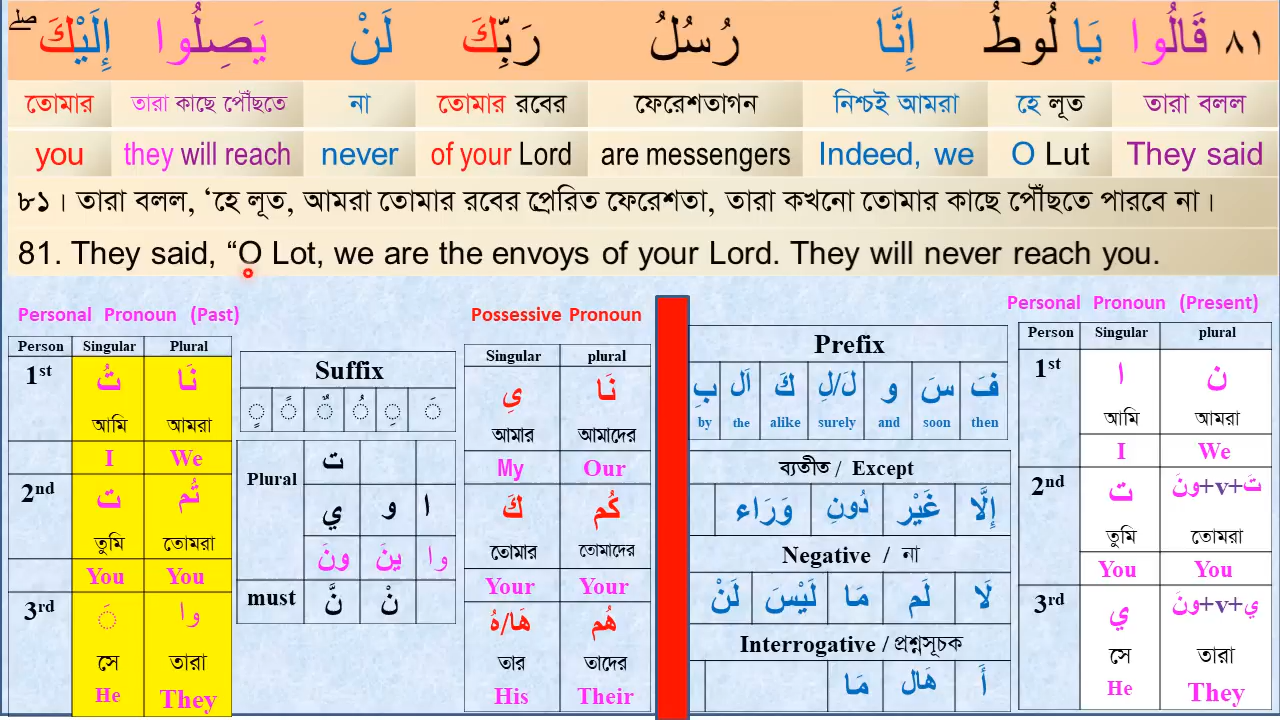 ٨١ قَالُوا يَا لُوطُ إِنَّا رُسُلُ رَبِّكَ لَنْ يَصِلُوا إِلَيْكَ ۖ
তারা বলল হে লূত নিশ্চই আমরা ফেরেশতাগন তোমার রবের না তারা কাছে পৌঁছতে তোমার
They said O Lut Indeed, we are messengers of your Lord never they will reach you
৮১। তারা বলল, ‘হে লূত, আমরা তোমার রবের প্রেরিত ফেরেশতা, তারা কখনো তোমার কাছে পৌঁছতে পারবে না।
81. They said, “O Lot, we are the envoys of your Lord. They will never reach you.
Personal Pronoun (Past)
Person Singular Plural
1st تُ نَا
আমি আমরা
I We
2nd ت تُم
তুমি তোমরা
You You
3rd َ وا
সে তারা
He They
Suffix
ٍ ً ٌ ُ ِ َ
Plural ت
ي و ا
ونَ ينَ وا
must نَّ نْ
Possessive Pronoun
Singular plural
يِ نَا
আমার আমাদের
My Our
كَ كُم
তোমার তোমাদের
Your Your
هَا/هُ هُم
তার তাদের
His Their
Prefix
بِ اَل كَ لَ/لِ و سَ فَ
by the alike surely and soon then
ব্যতীত / Except
وَرَاء دُونِ غَيْر إِلَّا
Negative / না
لَنْ لَيْسَ مَا لَم لَا
Interrogative / প্রশ্নসূচক
مَا هَال أَ
Personal Pronoun (Present)
Person Singular plural
1st ا ن
আমি আমরা
I We
2nd ت تَ+v+ونَ
তুমি তোমরা
You You
3rd ي ي+v+ونَ
সে তারা
He They